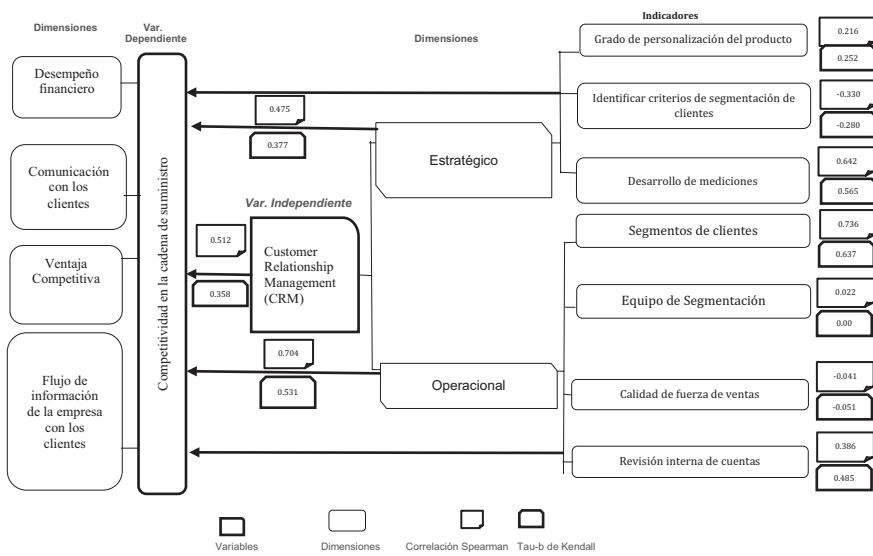 Dimensiones
Var.
Dependiente
Dimensiones
Indicadores
Desempeño
financiero
Comunicación
con los
clientes
Ventaja
Competitiva
Flujo de
información
de la empresa
con los
clientes
Competitividad en la cadena de suministro
0.475
0.377
Var. Independiente
0.512
0.358
Customer
Relationship
Management
(CRM)
0.704
0.531
Estratégico
Operacional
Grado de personalización del producto
0.216
0.252
Identificar criterios de segmentación de
clientes
-0.330
-0.280
Desarrollo de mediciones
0.642
0.565
Segmentos de clientes
0.736
0.637
Equipo de Segmentación
0.022
0.00
Calidad de fuerza de ventas
-0.041
-0.051
Revisión interna de cuentas
0.386
0.485
Variables
Dimensiones
Correlación Spearman
Tau-b de Kendall